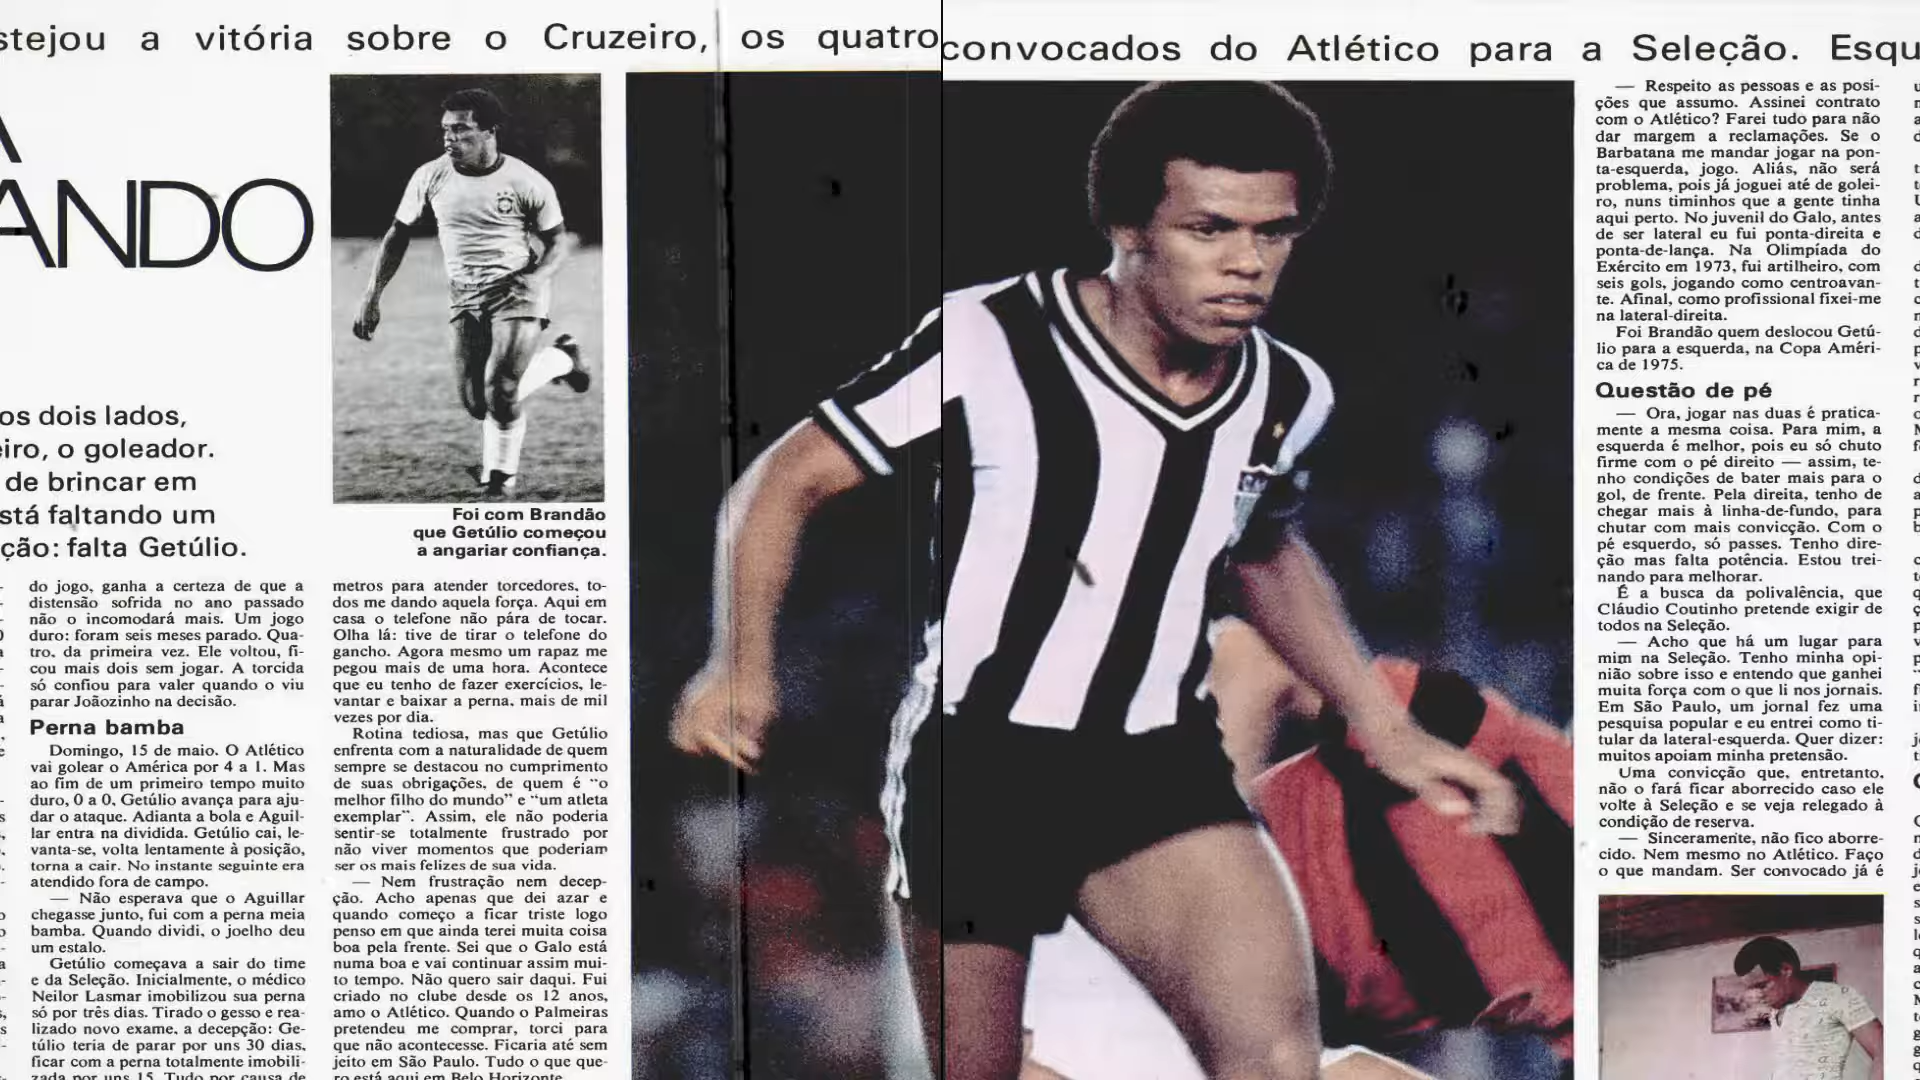 stejou a vitória sobre o Cruzeiro, os quatro convocados do Atlético para a Seleção. Esqu
ANDO
os dois lados,
eiro, o goleador.
de brincar em
stá faltando um
ção: falta Getúlio.
Foi com Brandão
que Getúlio começou
a angariar confiança.
do jogo, ganha a certeza de que a
distensão sofrida no ano passado
não o incomodará mais. Um jogo
duro: foram seis meses parado. Qua-
tro, da primeira vez. Ele voltou, fi-
cou mais dois sem jogar. A torcida
só confiou para valer quando o viu
parar Joãozinho na decisão.
Perna bamba
Domingo, 15 de maio. O Atlético
vai golear o América por 4 a 1. Mas
ao fim de um primeiro tempo muito
duro, 0 a 0, Getúlio avança para aju-
dar o ataque. Adianta a bola e Aguil-
lar entra na dividida. Getúlio cai, le-
vanta-se, volta lentamente à posição,
torna a cair. No instante seguinte era
atendido fora de campo.
— Não esperava que o Aguillar
chegasse junto, fui com a perna meia
bamba. Quando dividi, o joelho deu
um estalo.
Getúlio começava a sair do time
e da Seleção. Inicialmente, o médico
Neilor Lasmar imobilizou sua perna
só por três dias. Tirado o gesso e rea-
lizado novo exame, a decepção: Ge-
túlio teria de parar por uns 30 dias,
ficar com a perna totalmente imobili-
zada por uns 15. Tudo por causa de
metros para atender torcedores, to-
dos me dando aquela força. Aqui em
casa o telefone não pára de tocar.
Olha lá: tive de tirar o telefone do
gancho. Agora mesmo um rapaz me
pegou mais de uma hora. Acontece
que eu tenho de fazer exercícios, le-
vantar e baixar a perna, mais de mil
vezes por dia.
Rotina tediosa, mas que Getúlio
enfrenta com a naturalidade de quem
sempre se destacou no cumprimento
de suas obrigações, de quem é “o
melhor filho do mundo” e “um atleta
exemplar”. Assim, ele não poderia
sentir-se totalmente frustrado por
não viver momentos que poderiam
ser os mais felizes de sua vida.
— Nem frustração nem decep-
ção. Acho apenas que dei azar e
quando começo a ficar triste logo
penso em que ainda terei muita coisa
boa pela frente. Sei que o Galo está
numa boa e vai continuar assim mui-
to tempo. Não quero sair daqui. Fui
criado no clube desde os 12 anos,
amo o Atlético. Quando o Palmeiras
pretendeu me comprar, torci para
que não acontecesse. Ficaria até sem
jeito em São Paulo. Tudo o que que-
ro está aqui em Belo Horizonte.
— Respeito as pessoas e as posi-
ções que assumo. Assinei contrato
com o Atlético? Farei tudo para não
dar margem a reclamações. Se o
Barbatana me mandar jogar na pon-
ta-esquerda, jogo. Aliás, não será
problema, pois já joguei até de golei-
ro, nuns timinhos que a gente tinha
aqui perto. No juvenil do Galo, antes
de ser lateral eu fui ponta-direita e
ponta-de-lança. Na Olimpíada do
Exército em 1973, fui artilheiro, com
seis gols, jogando como centroavan-
te. Afinal, como profissional fixei-me
na lateral-direita.
Foi Brandão quem deslocou Getú-
lio para a esquerda, na Copa Améri-
ca de 1975.
Questão de pé
— Ora, jogar nas duas é pratica-
mente a mesma coisa. Para mim, a
esquerda é melhor, pois eu só chuto
firme com o pé direito — assim, te-
nho condições de bater mais para o
gol, de frente. Pela direita, tenho de
chegar mais à linha-de-fundo, para
chutar com mais convicção. Com o
pé esquerdo, só passes. Tenho dire-
ção mas falta potência. Estou trei-
nando para melhorar.
É a busca da polivalência, que
Cláudio Coutinho pretende exigir de
todos na Seleção.
— Acho que há um lugar para
mim na Seleção. Tenho minha opi-
nião sobre isso e entendo que ganhei
muita força com o que li nos jornais.
Em São Paulo, um jornal fez uma
pesquisa popular e eu entrei como ti-
tular da lateral-esquerda. Quer dizer:
muitos apoiam minha pretensão.
Uma convicção que, entretanto,
não o fará ficar aborrecido caso ele
volte à Seleção e se veja relegado à
condição de reserva.
— Sinceramente, não fico aborre-
cido. Nem mesmo no Atlético. Faço
o que mandam. Ser convocado já é